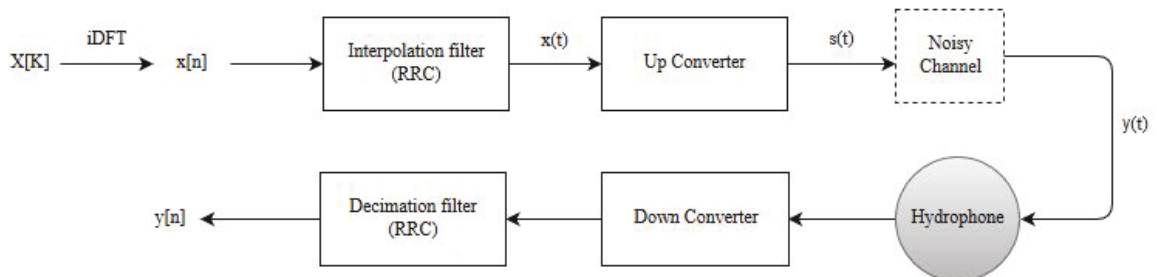 iDFT
X[K]
x[n]
Interpolation filter
(RRC)
x(t)
Up Converter
s(t)
Noisy
Channel
y(t)
Hydrophone
Down Converter
Decimation filter
(RRC)
y[n]